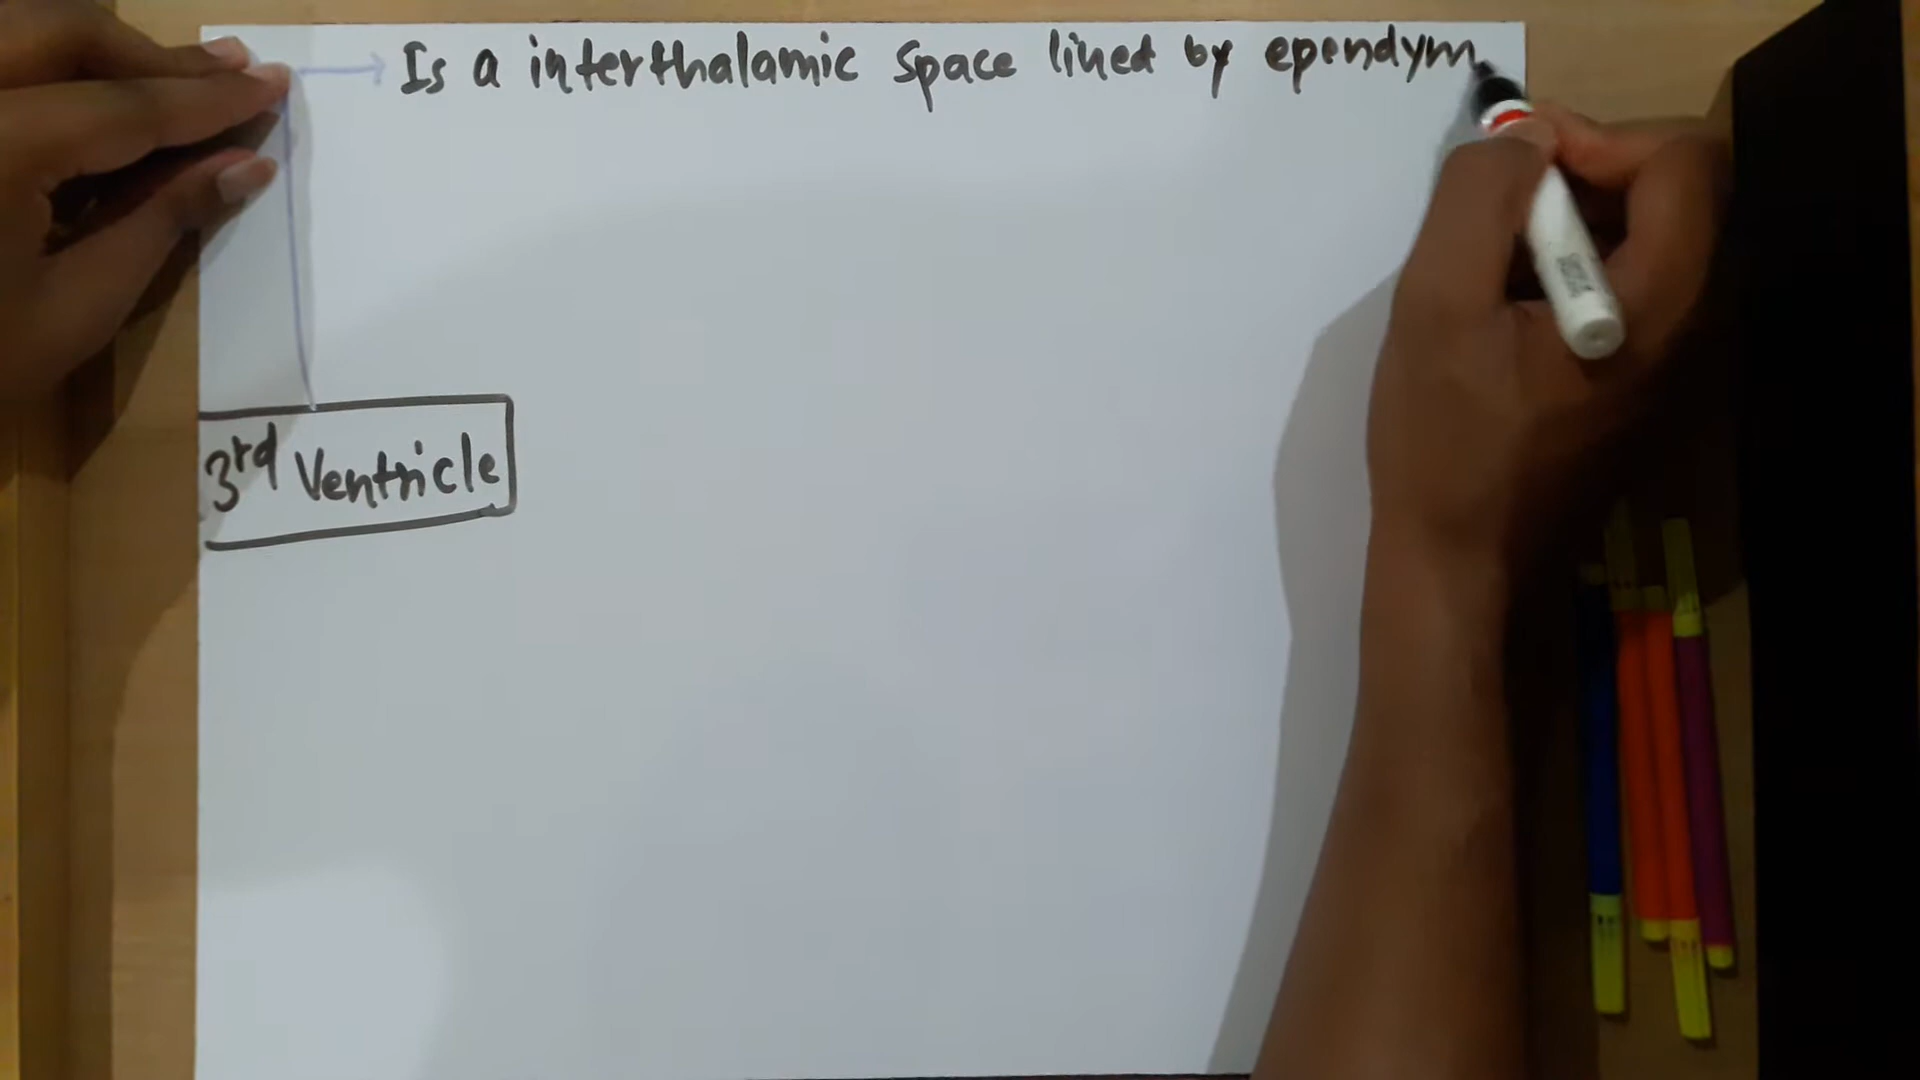 Is a interthalamic space lined by ependym
3rd Ventricle